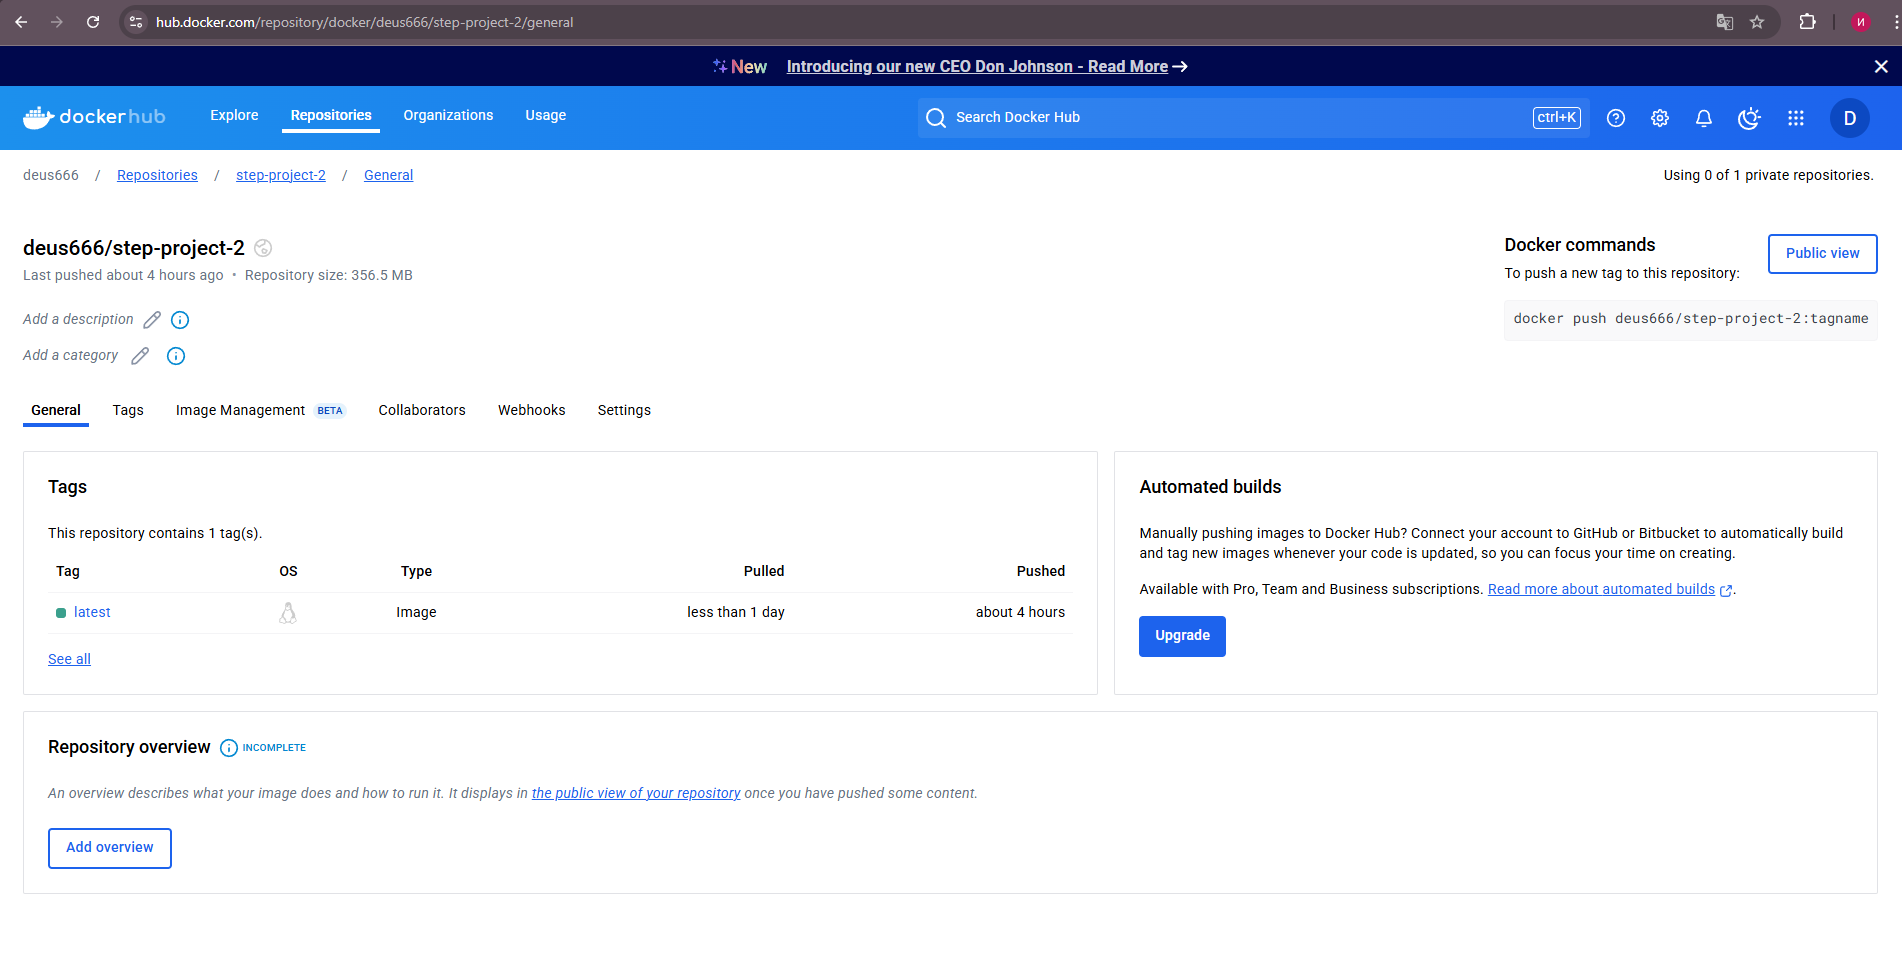 hub.docker.com/repository/docker/deus666/step-project-2/general
И
New Introducing our new CEO Don Johnson - Read More →
dockerhub Explore Repositories Organizations Usage Search Docker Hub ctrl+K D
deus666 / Repositories / step-project-2 / General Using 0 of 1 private repositories.
deus666/step-project-2
Last pushed about 4 hours ago • Repository size: 356.5 MB
Add a description
Add a category
Docker commands
To push a new tag to this repository:
Public view
docker push deus666/step-project-2:tagname
General Tags Image Management BETA Collaborators Webhooks Settings
Tags
This repository contains 1 tag(s).
Tag OS Type Pulled Pushed
latest Image less than 1 day about 4 hours
See all
Automated builds
Manually pushing images to Docker Hub? Connect your account to GitHub or Bitbucket to automatically build
and tag new images whenever your code is updated, so you can focus your time on creating.
Available with Pro, Team and Business subscriptions. Read more about automated builds .
Upgrade
Repository overview INCOMPLETE
An overview describes what your image does and how to run it. It displays in the public view of your repository once you have pushed some content.
Add overview